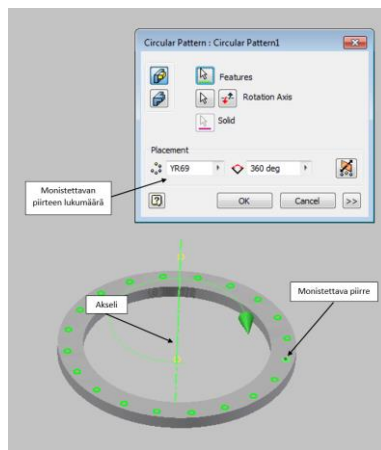 Circular Pattern : Circular Pattern1
Features
Rotation Axis
Solid
Placement
YR69
360 deg
OK
Cancel
>>
Monistettavan
piirteen lukumäärä
Akseli
Monistettava piirre